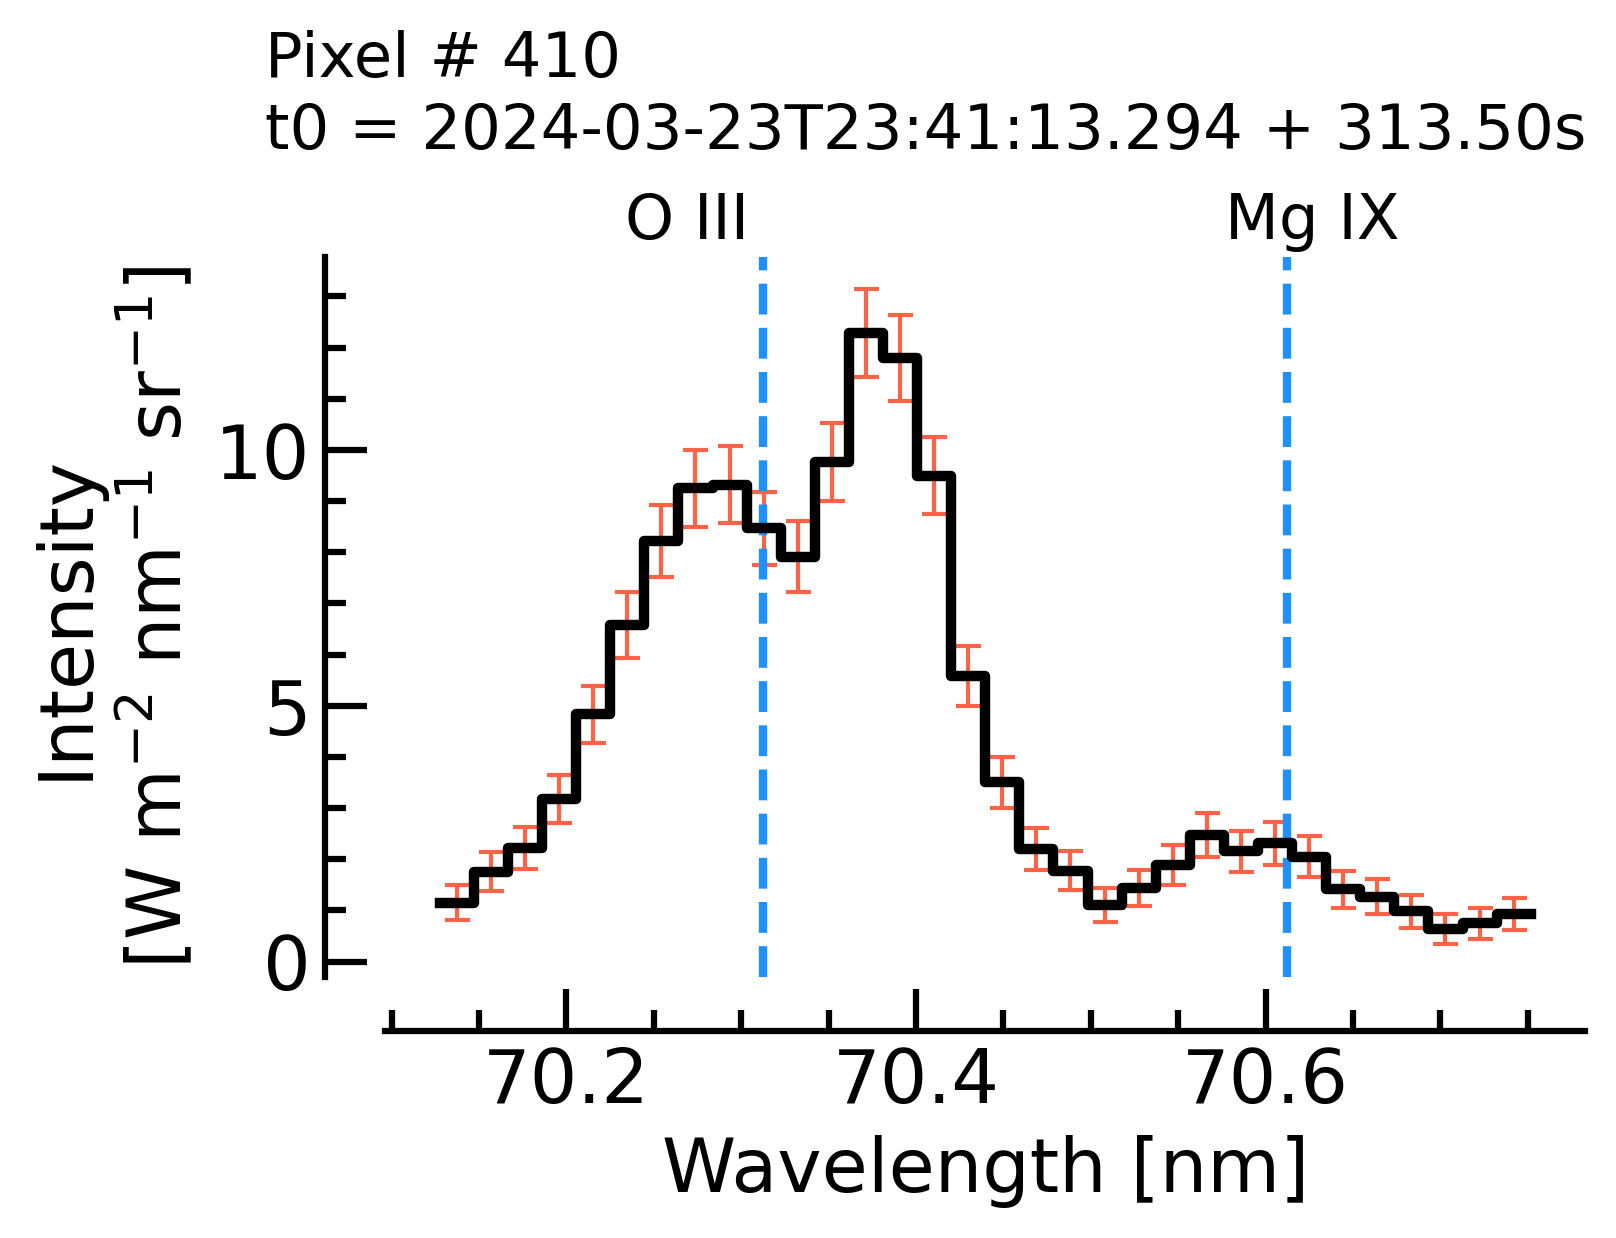 Pixel # 410
t0 = 2024-03-23T23:41:13.294 + 313.50s
O III
Mg IX
Intensity
[W m⁻² nm⁻¹ sr⁻¹]
10
5
0
70.2
70.4
70.6
Wavelength [nm]